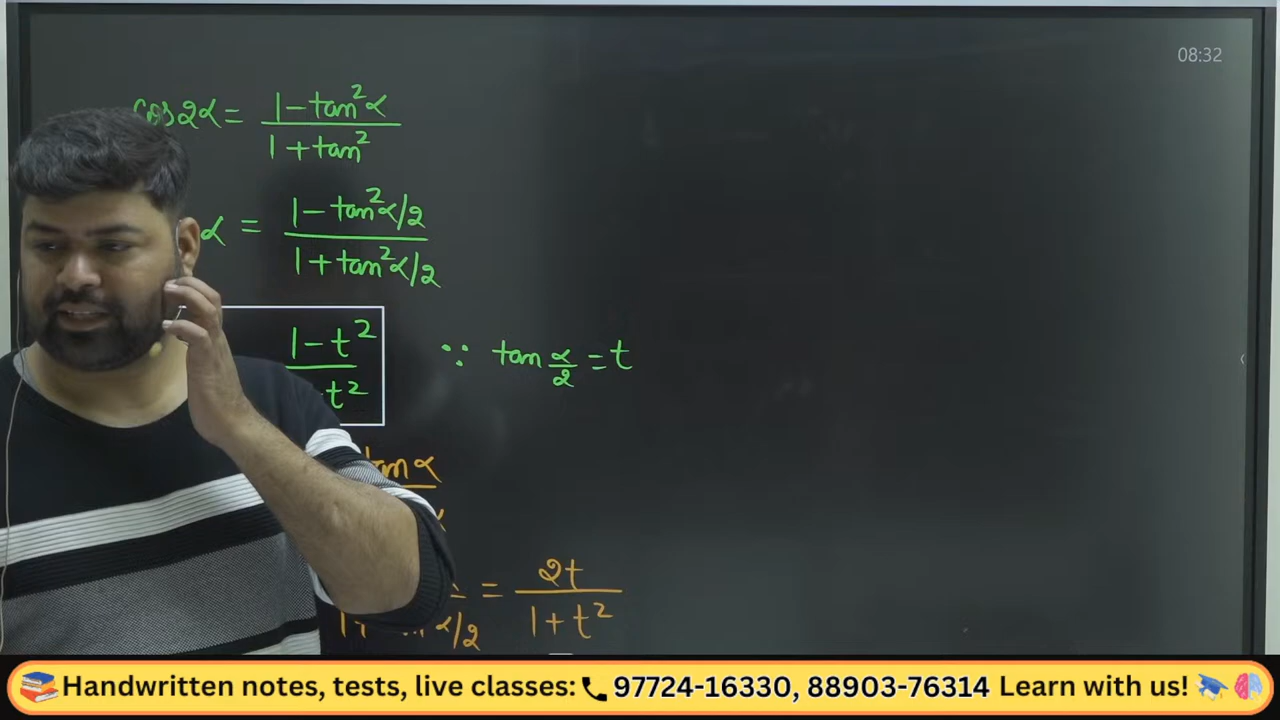 08:32
cos2α = (1-tan²α)/(1+tan²)
α = (1-tan²α/2)/(1+tan²α/2)
1-t²
t²
∵ tan α/2 = t
tan α
= 2t/(1+t²)
α/2
Handwritten notes, tests, live classes: 97724-16330, 88903-76314 Learn with us!